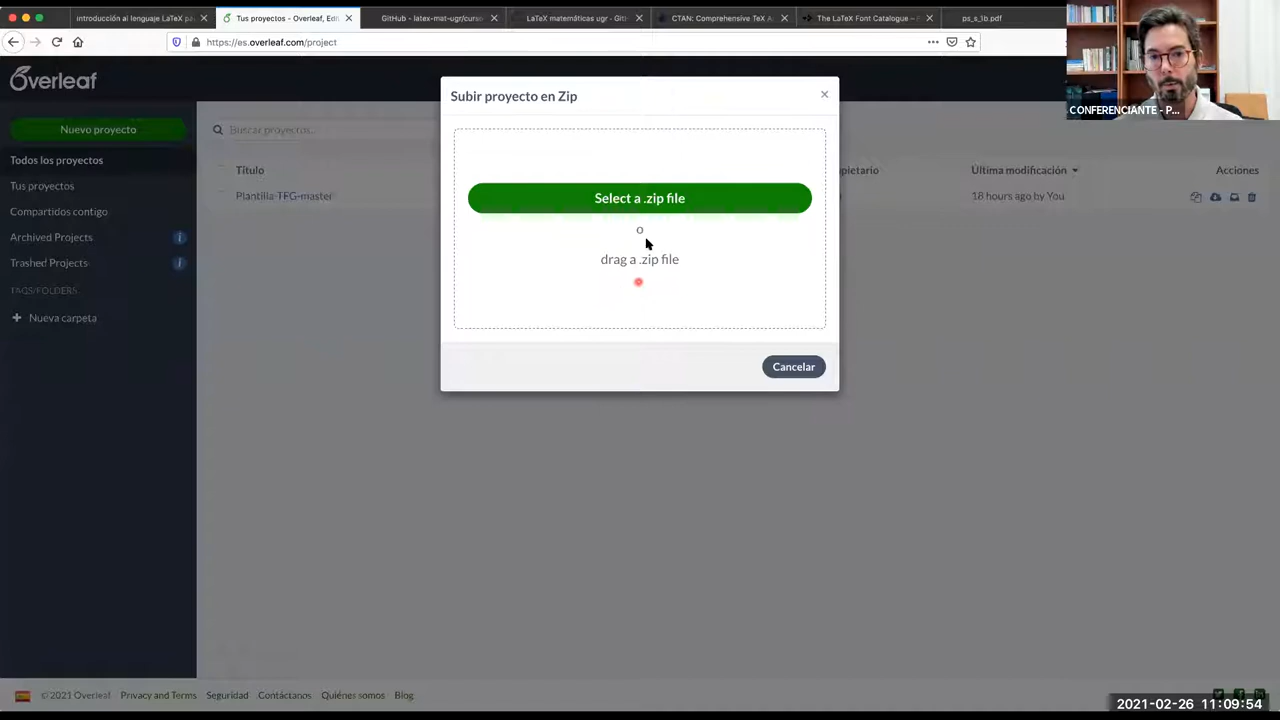 introducción al lenguaje LaTeX pa
Tus proyectos - Overleaf, Edi
GitHub - latex-mat-ugr/curso
LaTeX matemáticas ugr - Git
CTAN: Comprehensive TeX A
The LaTeX Font Catalogue –
ps_s_1b.pdf
https://es.overleaf.com/project
CONFERENCIANTE - P...
Overleaf
Subir proyecto en Zip
×
Nuevo proyecto
Buscar proyectos...
Todos los proyectos
Título
pietario
Última modificación
Acciones
Tus proyectos
Plantilla-TFG-master
18 hours ago by You
Select a .zip file
Compartidos contigo
o
Archived Projects
drag a .zip file
Trashed Projects
TAGS/FOLDERS
Nueva carpeta
Cancelar
© 2021 Overleaf Privacy and Terms Seguridad Contáctanos Quiénes somos Blog
2021-02-26 11:09:54